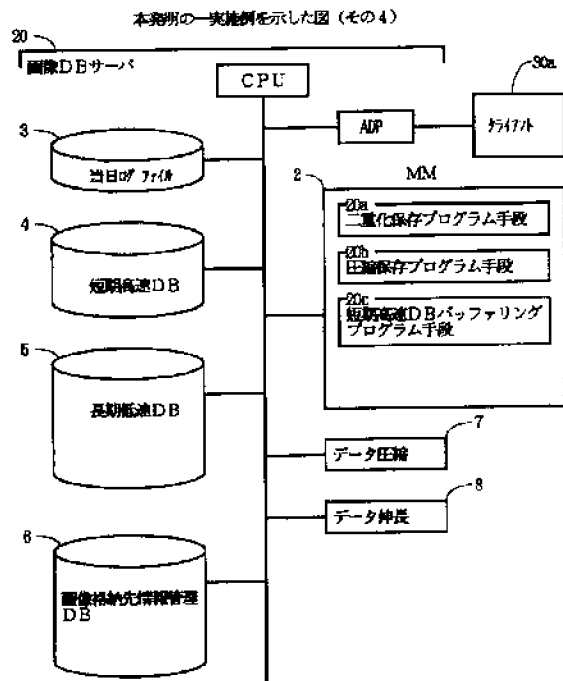 本発明の一実施例を示した図(その4)
20
画像DBサーバ
CPU
30a
クライアント
ADP
3
当日ログ ファイル
2
MM
20a
二重化保存プログラム手段
20b
圧縮保存プログラム手段
20c
短期高速DBバッファリング
プログラム手段
4
短期高速DB
5
長期低速DB
7
データ圧縮
8
データ伸長
6
画像格納先情報管理
DB